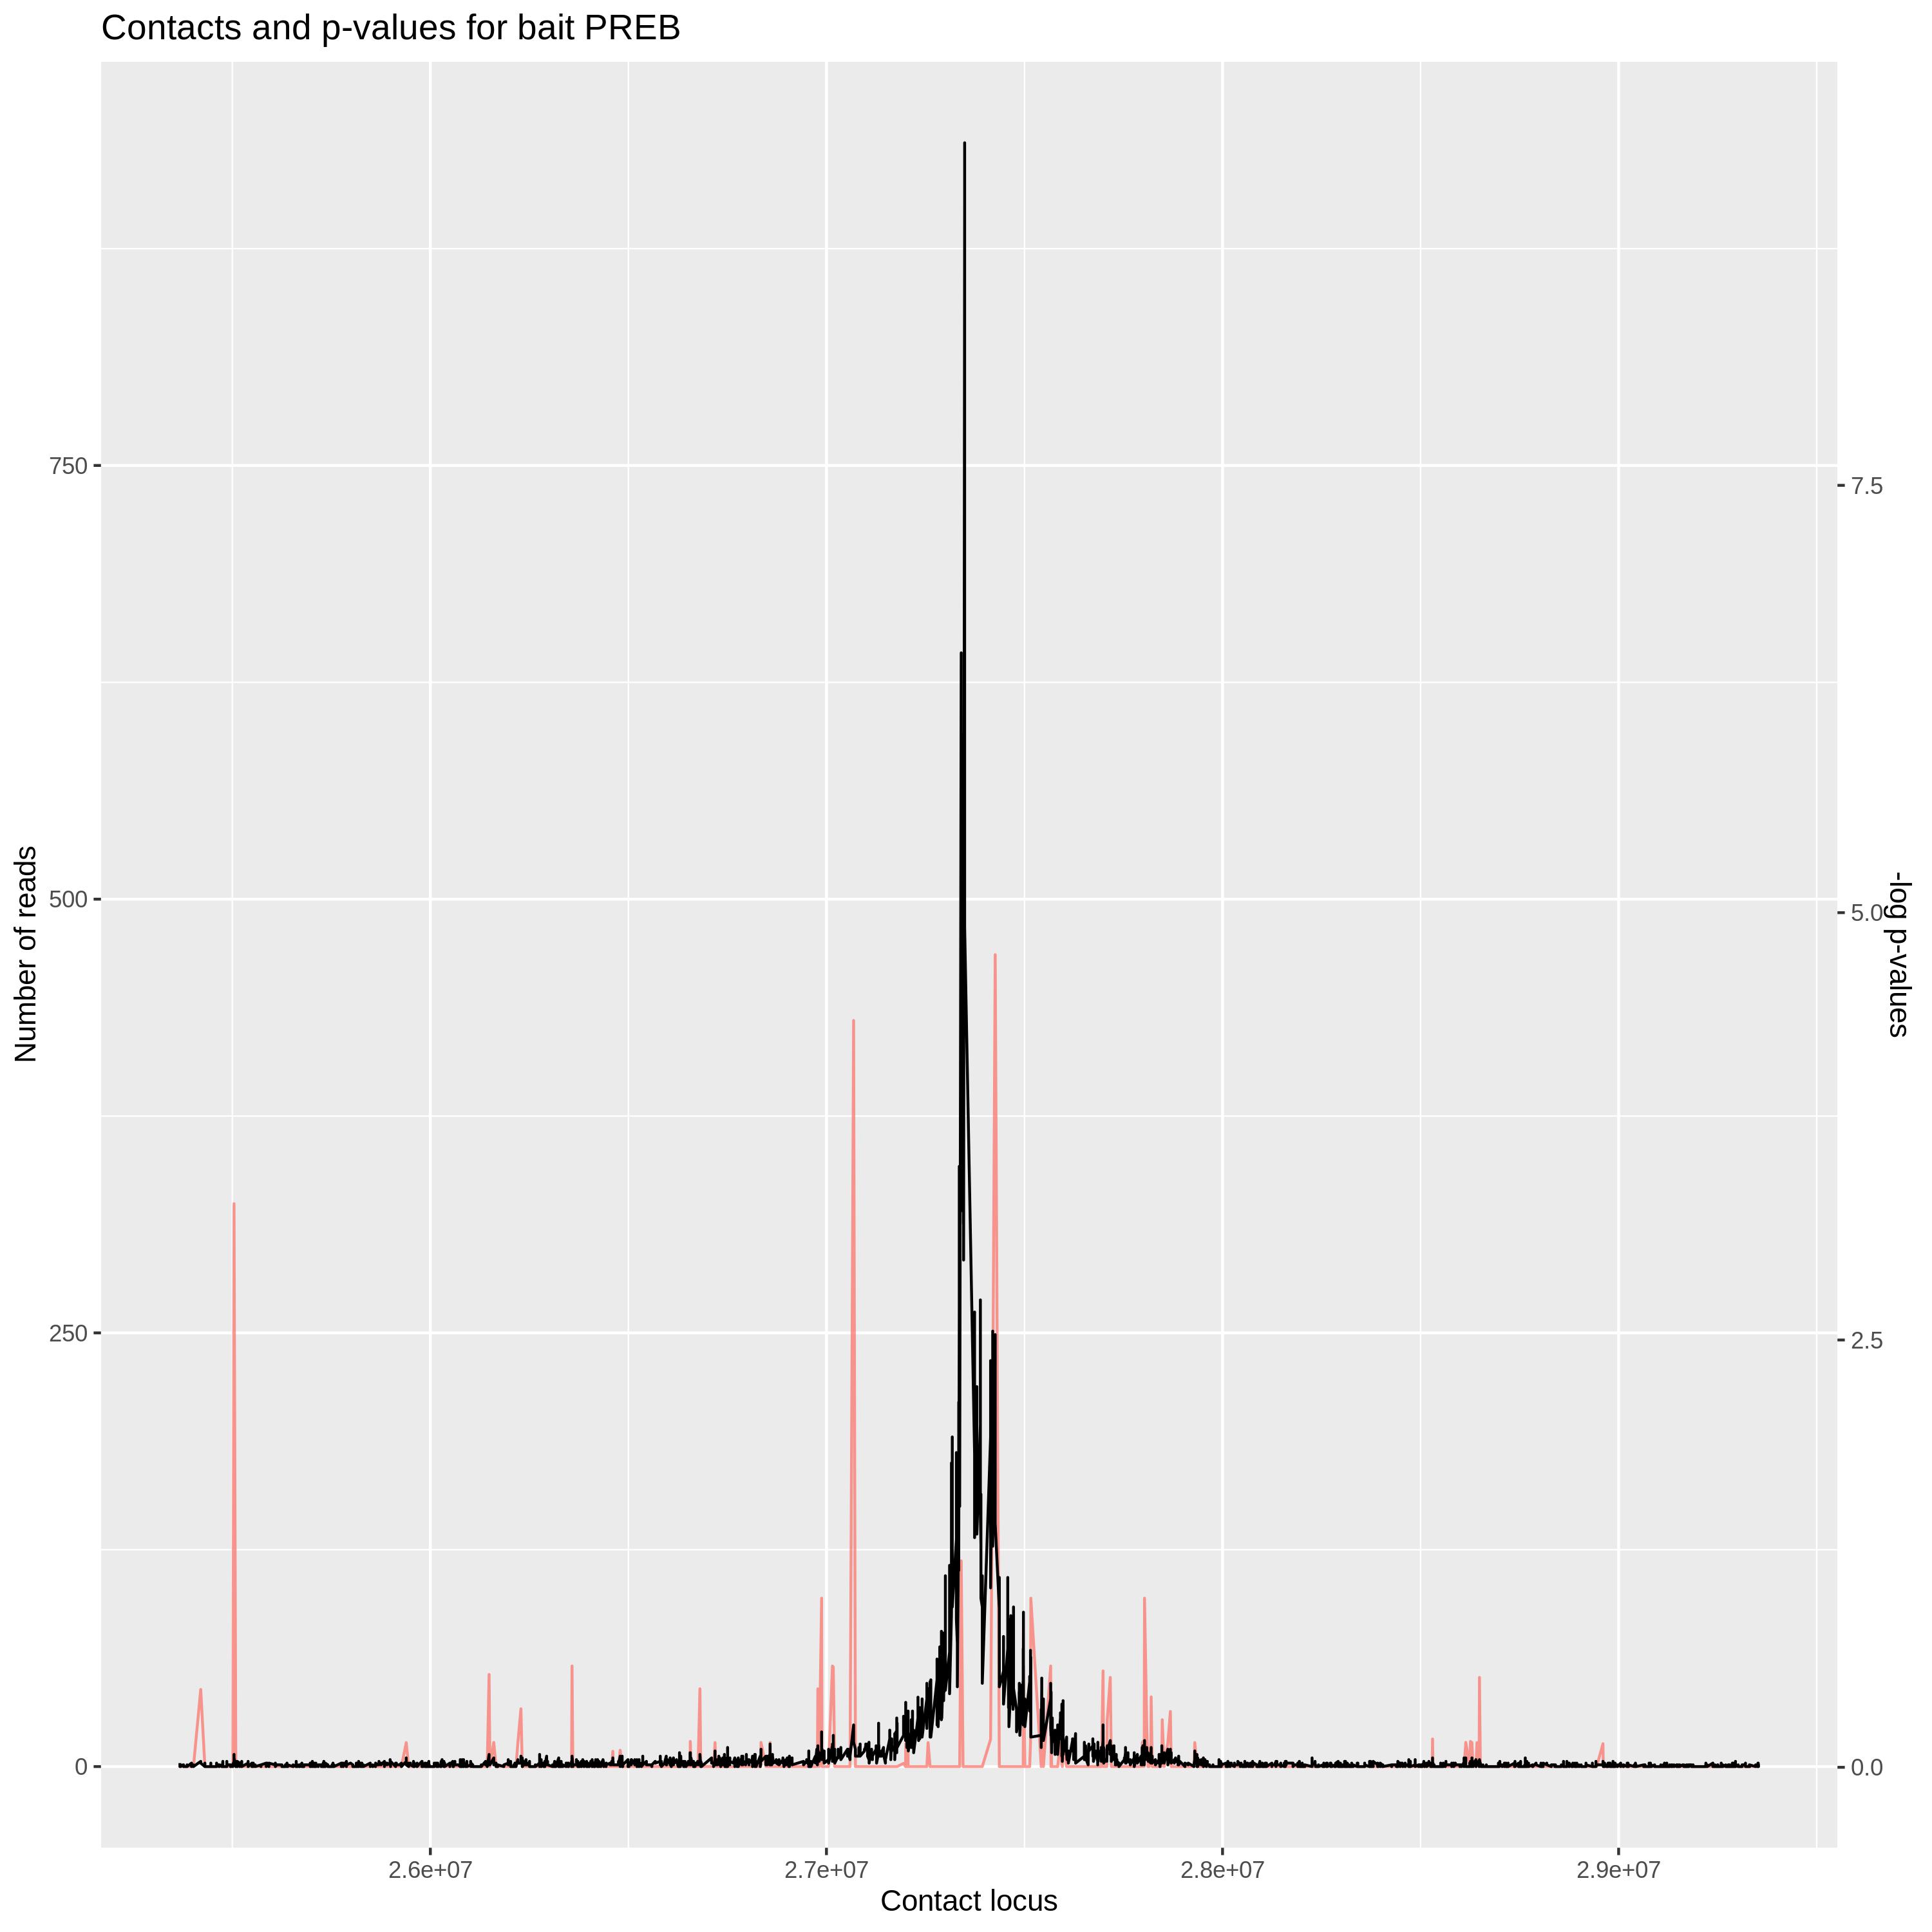 Contacts and p-values for bait PREB
750
500
250
0
Number of reads
7.5
5.0
2.5
0.0
-log p-values
2.6e+07
2.7e+07
2.8e+07
2.9e+07
Contact locus